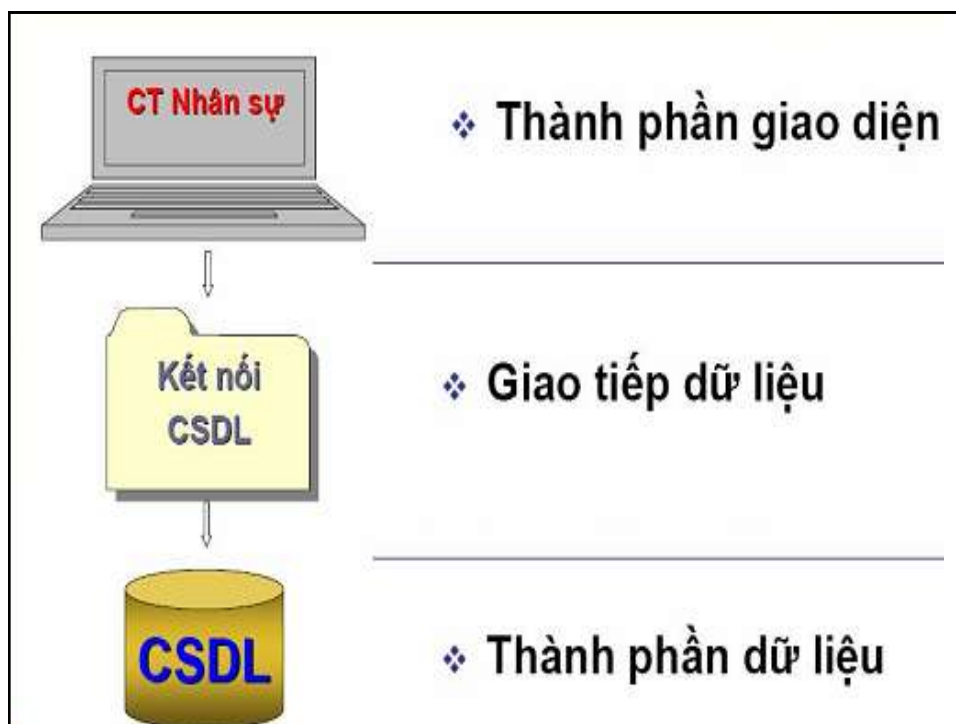 CT Nhân sự
Thành phần giao diện
Kết nối
CSDL
Giao tiếp dữ liệu
CSDL
Thành phần dữ liệu